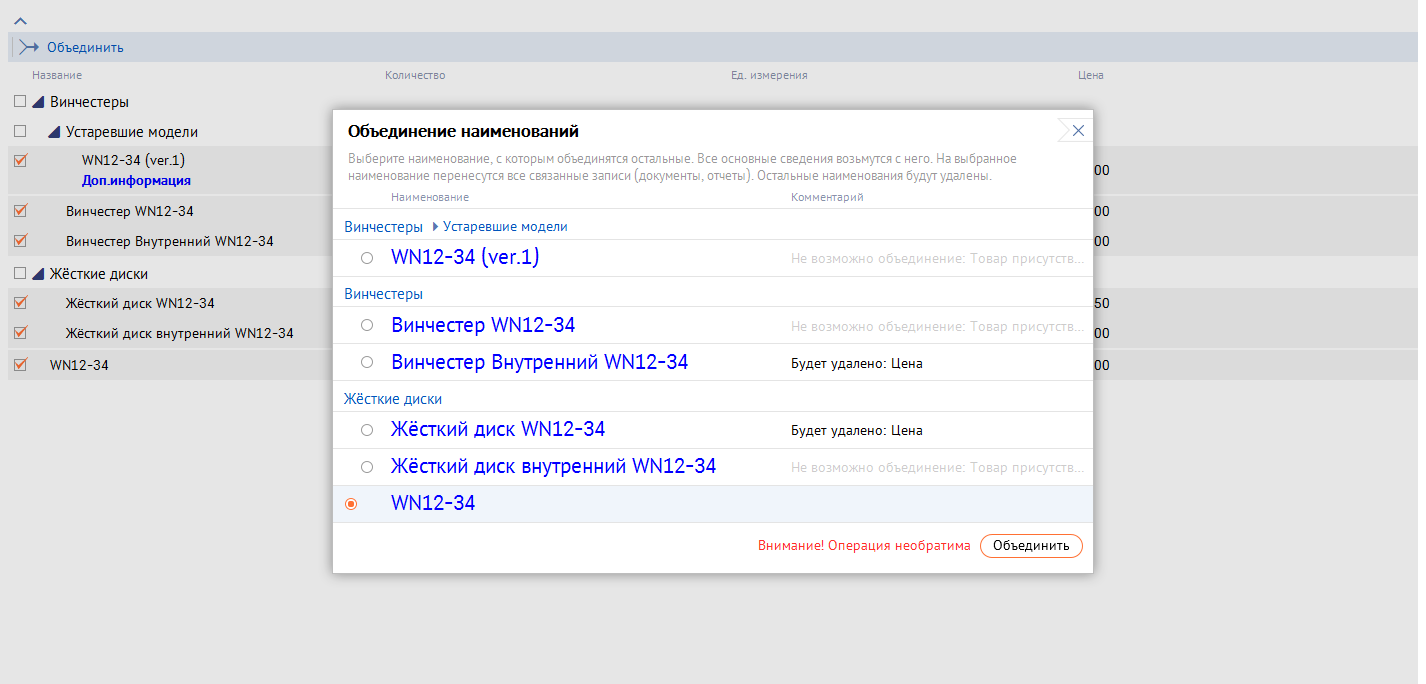 Объединить
Название Количество Ед. измерения Цена
Винчестеры
Устаревшие модели
WN12-34 (ver.1)
Доп.информация
00
Винчестер WN12-34
00
Винчестер Внутренний WN12-34
00
Жёсткие диски
Жёсткий диск WN12-34
50
Жёсткий диск внутренний WN12-34
00
WN12-34
00
Объединение наименований
Выберите наименование, с которым объединятся остальные. Все основные сведения возьмутся с него. На выбранное
наименование перенесутся все связанные записи (документы, отчеты). Остальные наименования будут удалены.
Наименование Комментарий
Винчестеры Устаревшие модели
WN12-34 (ver.1) Не возможно объединение: Товар присутств...
Винчестеры
Винчестер WN12-34 Не возможно объединение: Товар присутств...
Винчестер Внутренний WN12-34 Будет удалено: Цена
Жёсткие диски
Жёсткий диск WN12-34 Будет удалено: Цена
Жёсткий диск внутренний WN12-34 Не возможно объединение: Товар присутств...
WN12-34
Внимание! Операция необратима Объединить